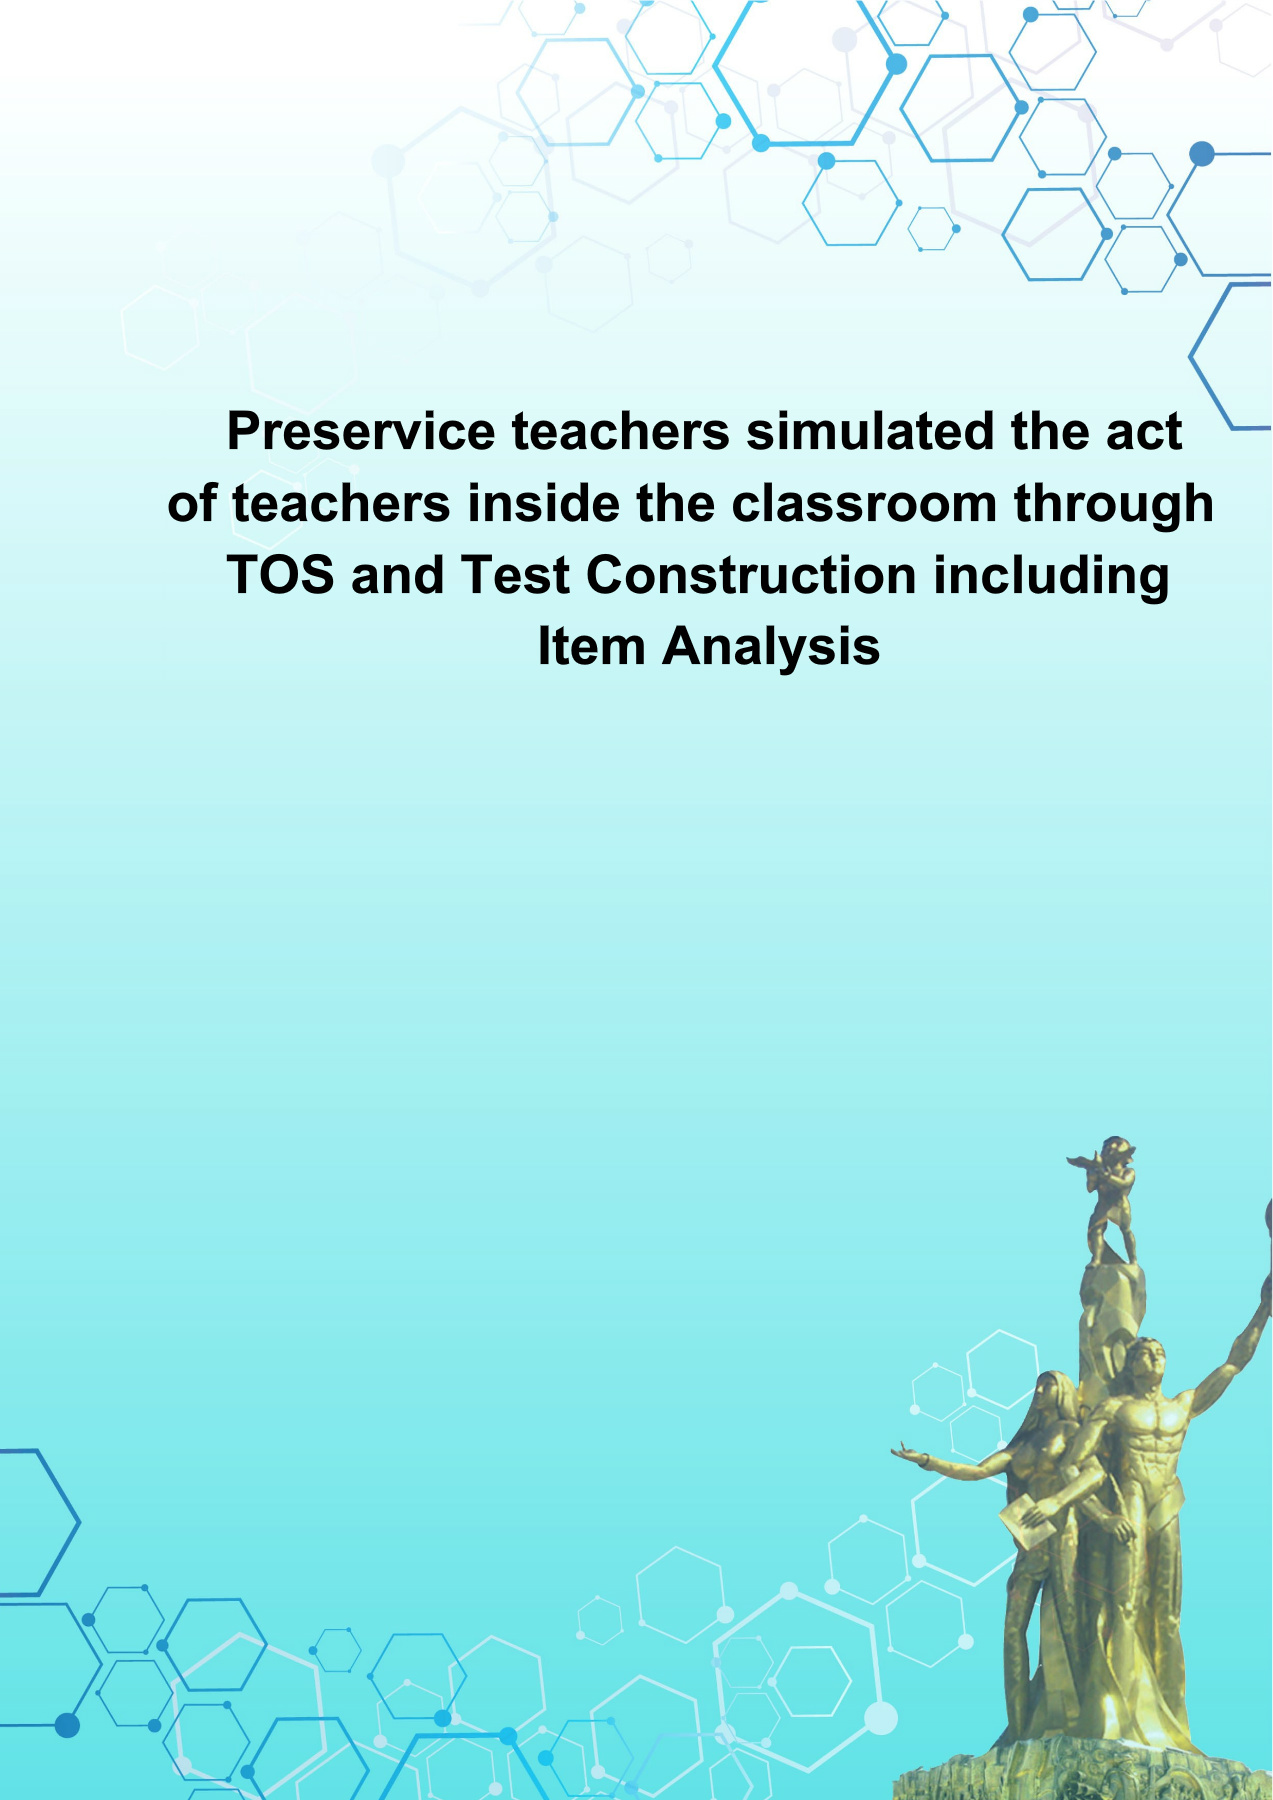 Preservice teachers simulated the act
of teachers inside the classroom through
TOS and Test Construction including
Item Analysis